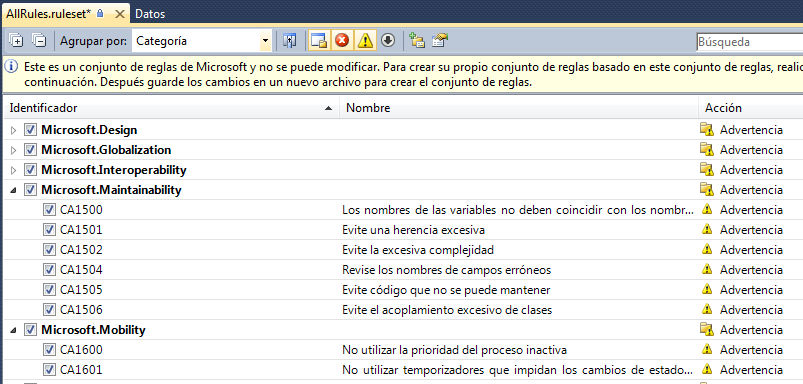 AllRules.ruleset* Datos
Agrupar por: Categoría Búsqueda
Este es un conjunto de reglas de Microsoft y no se puede modificar. Para crear su propio conjunto de reglas basado en este conjunto de reglas, realic
continuación. Después guarde los cambios en un nuevo archivo para crear el conjunto de reglas.
Identificador Nombre Acción
Microsoft.Design Advertencia
Microsoft.Globalization Advertencia
Microsoft.Interoperability Advertencia
Microsoft.Maintainability Advertencia
CA1500 Los nombres de las variables no deben coincidir con los nombr... Advertencia
CA1501 Evite una herencia excesiva Advertencia
CA1502 Evite la excesiva complejidad Advertencia
CA1504 Revise los nombres de campos erróneos Advertencia
CA1505 Evite código que no se puede mantener Advertencia
CA1506 Evite el acoplamiento excesivo de clases Advertencia
Microsoft.Mobility Advertencia
CA1600 No utilizar la prioridad del proceso inactiva Advertencia
CA1601 No utilizar temporizadores que impidan los cambios de estado... Advertencia